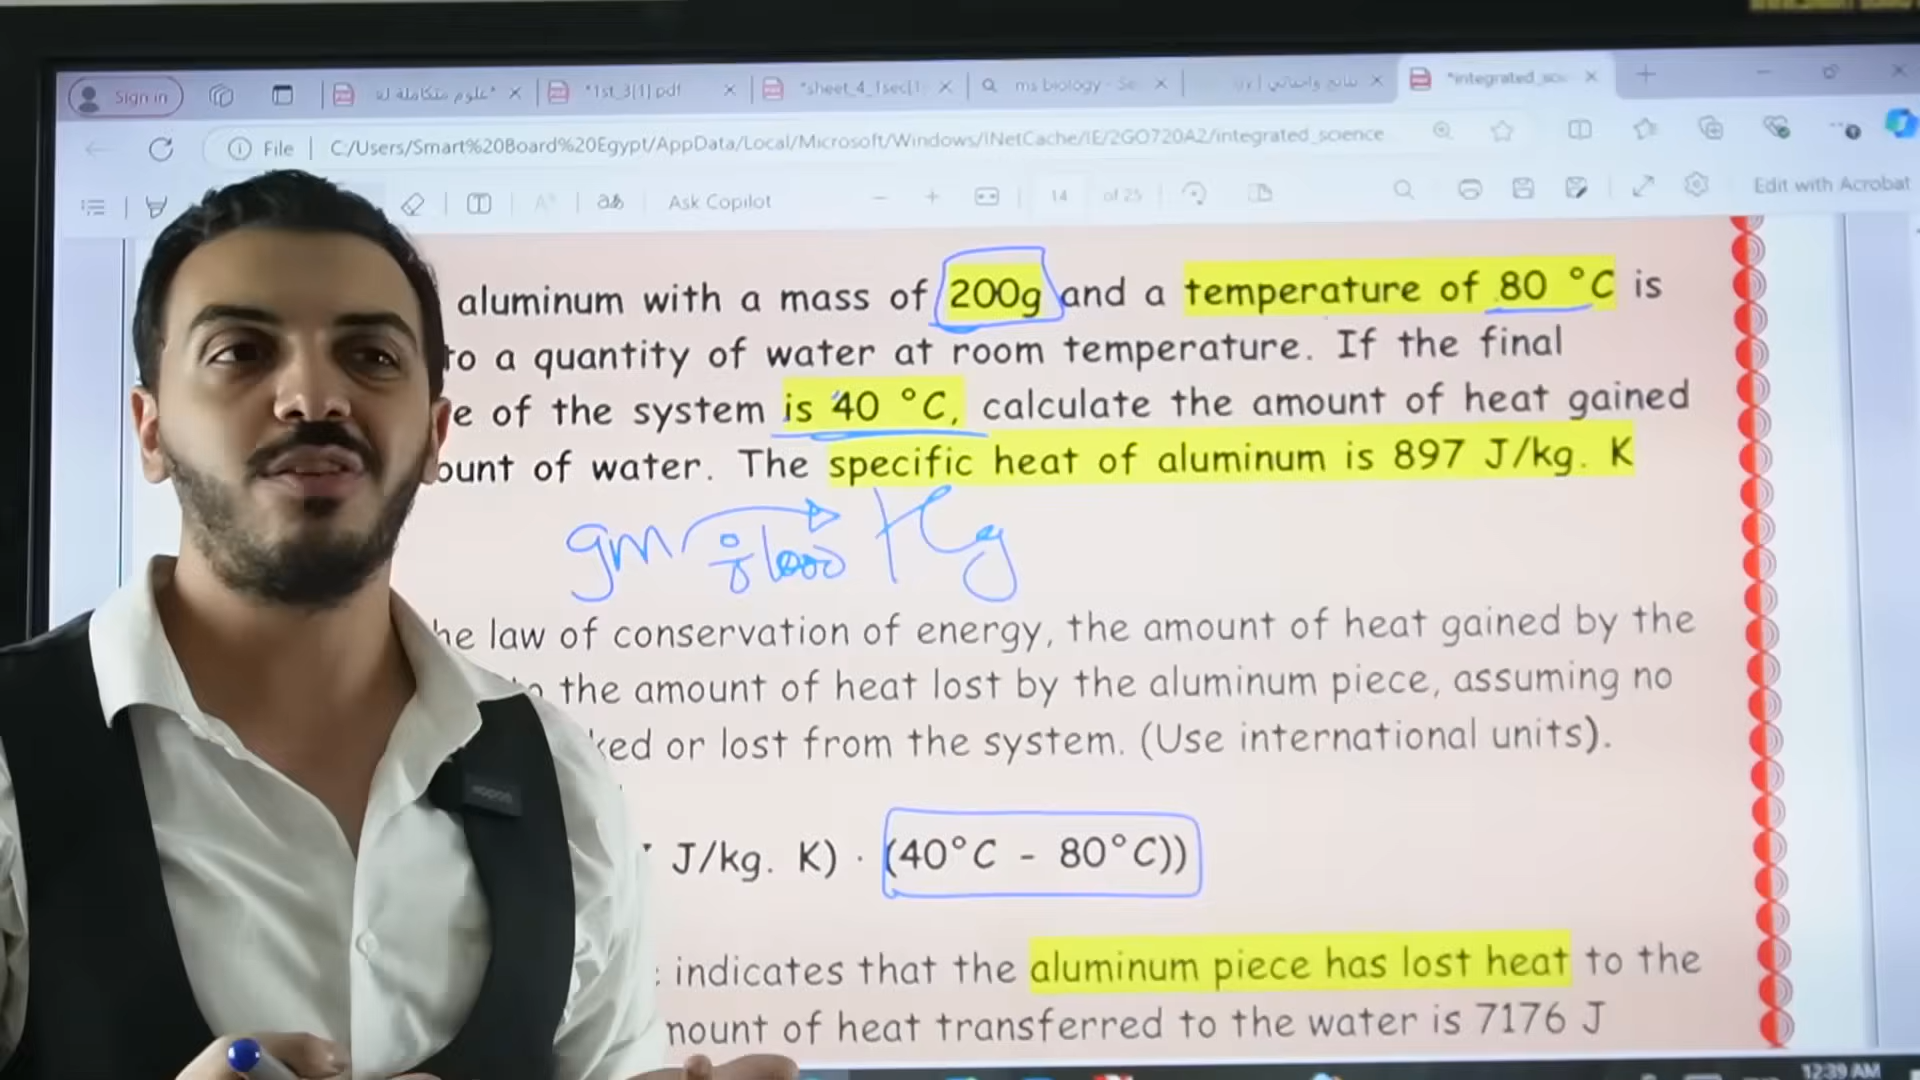 Sign in
علوم متكاملة لة*
*1st_3[1].pdf
*sheet_4_1sec[1]
ms biology - Se
*integrated_sci
File | C:/Users/Smart%20Board%20Egypt/AppData/Local/Microsoft/Windows/INetCache/IE/2GO720A2/integrated_science
Ask Copilot
14 of 25
Edit with Acrobat
aluminum with a mass of 200g and a temperature of 80 °C is
to a quantity of water at room temperature. If the final
e of the system is 40 °C, calculate the amount of heat gained
ount of water. The specific heat of aluminum is 897 J/kg. K
gm ÷ 1000 Kg
he law of conservation of energy, the amount of heat gained by the
the amount of heat lost by the aluminum piece, assuming no
ked or lost from the system. (Use international units).
J/kg. K) · (40°C - 80°C))
indicates that the aluminum piece has lost heat to the
mount of heat transferred to the water is 7176 J
12:39 AM